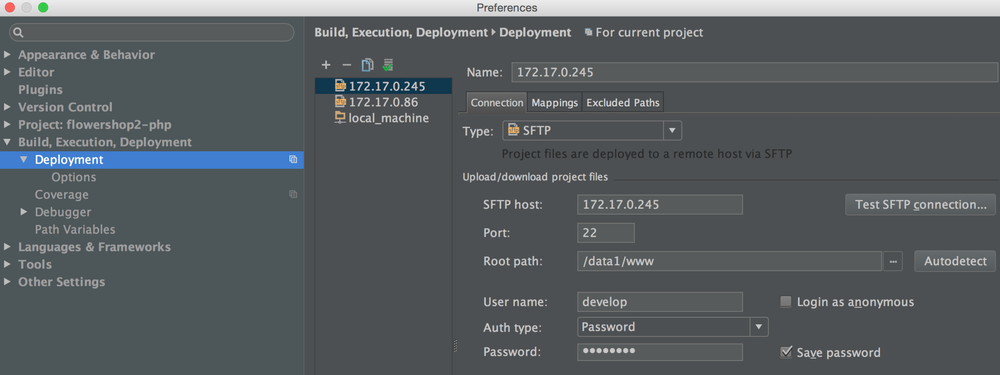 Preferences
Appearance & Behavior
Editor
Plugins
Version Control
Project: flowershop2-php
Build, Execution, Deployment
Deployment
Options
Coverage
Debugger
Path Variables
Languages & Frameworks
Tools
Other Settings
Build, Execution, Deployment Deployment For current project
sftp 172.17.0.245
sftp 172.17.0.86
local_machine
Name: 172.17.0.245
Connection Mappings Excluded Paths
Type: sftp SFTP
Project files are deployed to a remote host via SFTP
Upload/download project files
SFTP host: 172.17.0.245 Test SFTP connection...
Port: 22
Root path: /data1/www ... Autodetect
User name: develop Login as anonymous
Auth type: Password
Password: •••••••• Save password